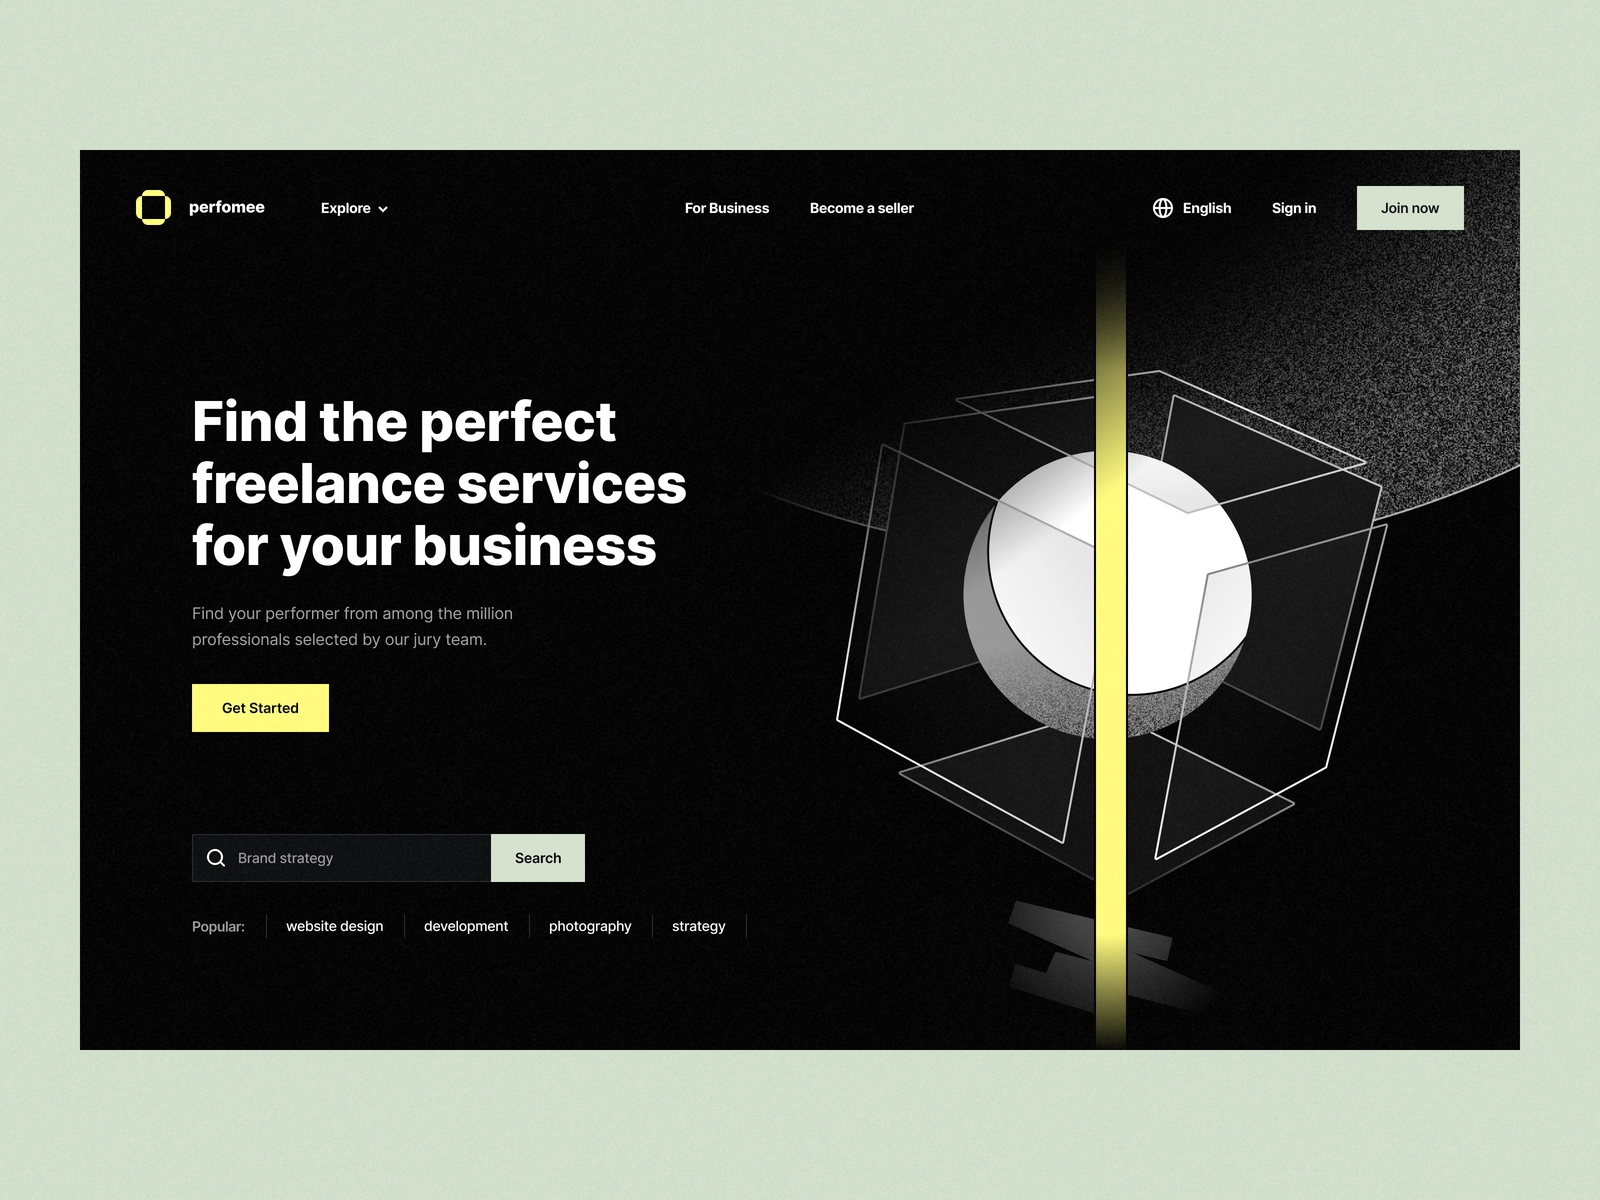 perfomee
Explore
For Business
Become a seller
English
Sign in
Join now
Find the perfect
freelance services
for your business
Find your performer from among the million
professionals selected by our jury team.
Get Started
Brand strategy
Search
Popular:
website design
development
photography
strategy